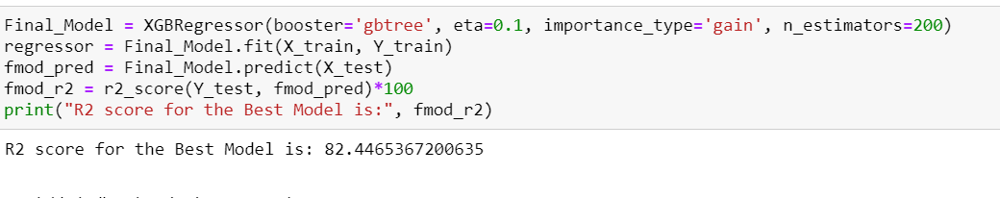 Final_Model = XGBRegressor(booster='gbtree', eta=0.1, importance_type='gain', n_estimators=200)
regressor = Final_Model.fit(X_train, Y_train)
fmod_pred = Final_Model.predict(X_test)
fmod_r2 = r2_score(Y_test, fmod_pred)*100
print("R2 score for the Best Model is:", fmod_r2)
R2 score for the Best Model is: 82.4465367200635